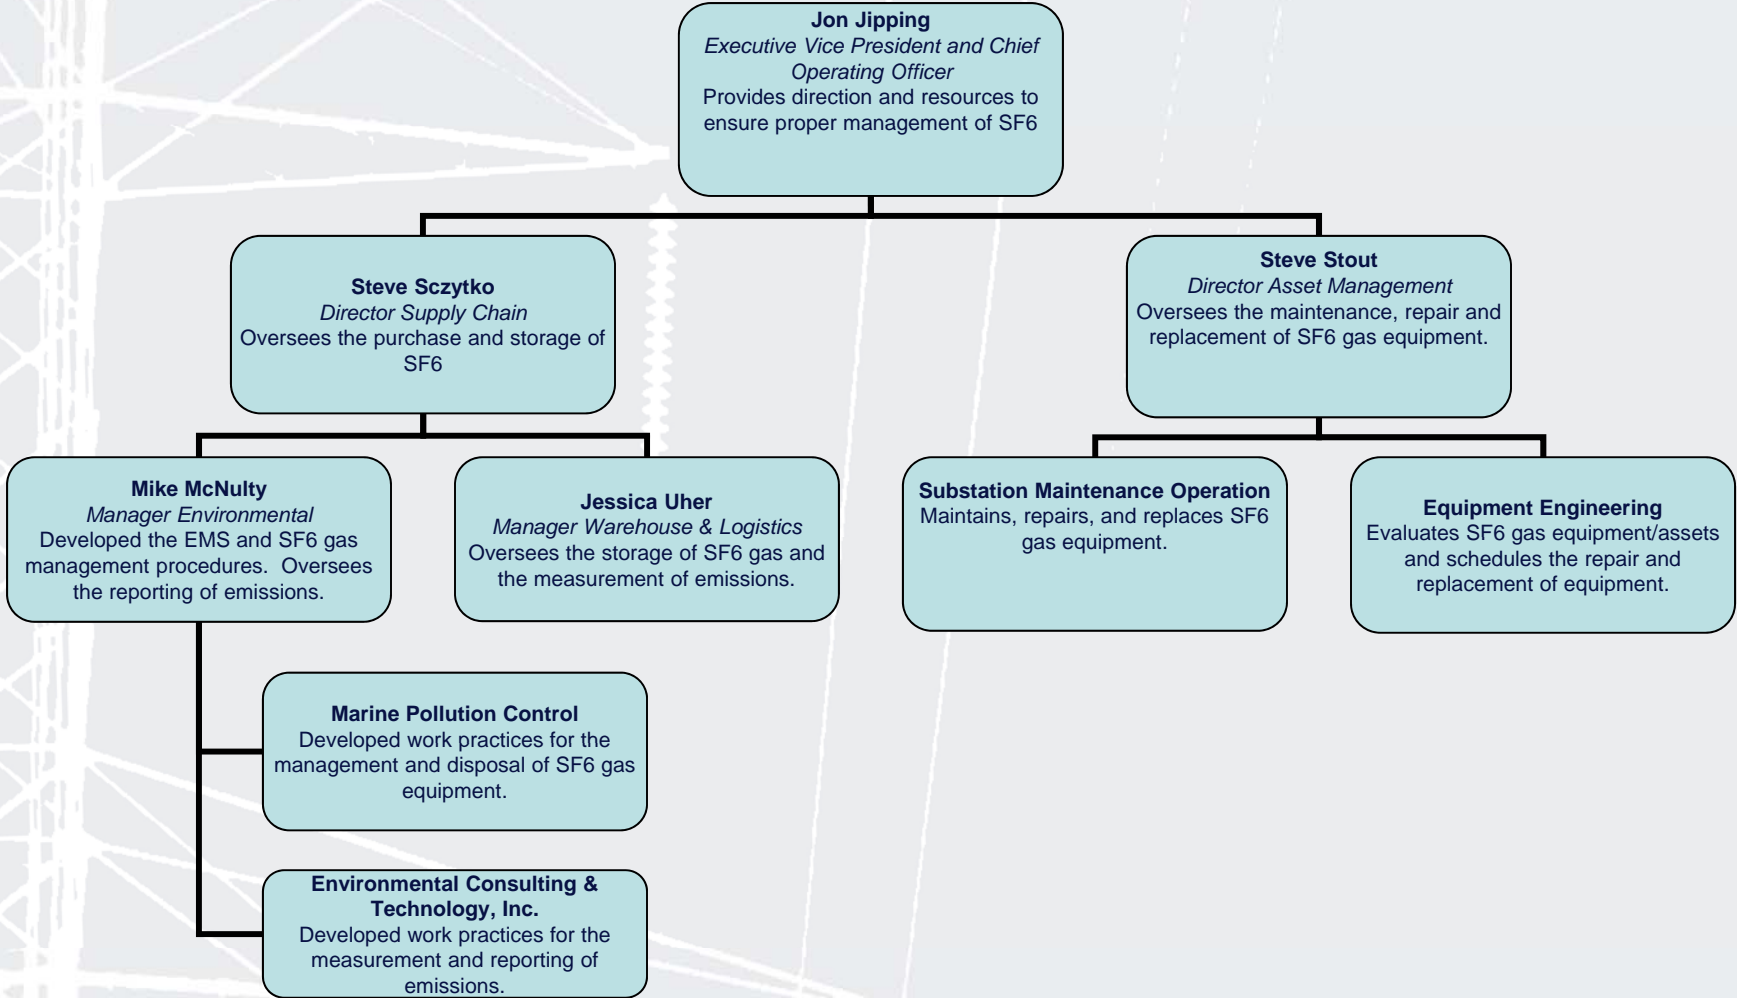 Jon Jipping
Executive Vice President and Chief
Operating Officer
Provides direction and resources to
ensure proper management of SF6
Steve Sczytko
Director Supply Chain
Oversees the purchase and storage of
SF6
Steve Stout
Director Asset Management
Oversees the maintenance, repair and
replacement of SF6 gas equipment.
Mike McNulty
Manager Environmental
Developed the EMS and SF6 gas
management procedures.  Oversees
the reporting of emissions.
Jessica Uher
Manager Warehouse & Logistics
Oversees the storage of SF6 gas and
the measurement of emissions.
Substation Maintenance Operation
Maintains, repairs, and replaces SF6
gas equipment.
Equipment Engineering
Evaluates SF6 gas equipment/assets
and schedules the repair and
replacement of equipment.
Marine Pollution Control
Developed work practices for the
management and disposal of SF6 gas
equipment.
Environmental Consulting &
Technology, Inc.
Developed work practices for the
measurement and reporting of
emissions.